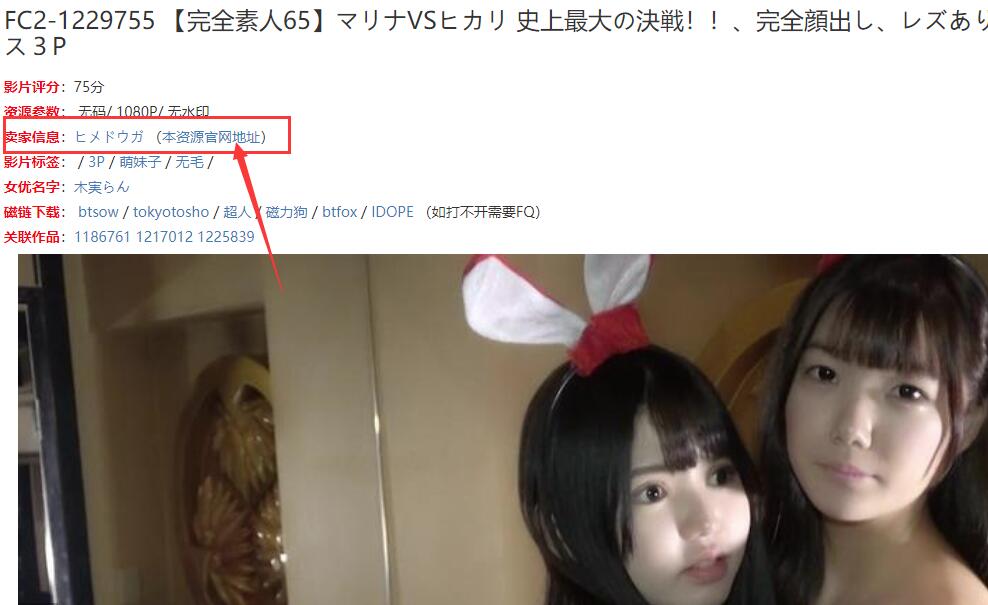 FC2-1229755 【完全素人65】マリナVSヒカリ 史上最大の決戦！！、完全顔出し、レズあり
ス３P
影片评分：75分
资源参数： 无码/ 1080P/ 无水印
卖家信息：ヒメドウガ （本资源官网地址）
影片标签： / 3P / 萌妹子 / 无毛 /
女优名字：木実らん
磁链下载： btsow / tokyotosho / 超人 / 磁力狗 / btfox / IDOPE （如打不开需要FQ）
关联作品：1186761 1217012 1225839